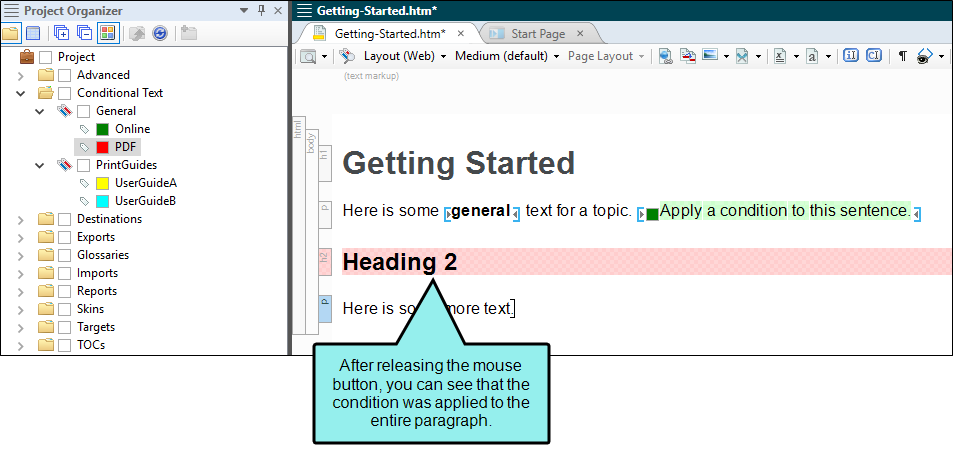 Project Organizer
Project
Advanced
Conditional Text
General
Online
PDF
PrintGuides
UserGuideA
UserGuideB
Destinations
Exports
Glossaries
Imports
Reports
Skins
Targets
TOCs
Getting-Started.htm*
Getting-Started.htm* Start Page
Layout (Web) Medium (default) Page Layout
(text markup)
html
body
h1
Getting Started
p
Here is some general text for a topic. Apply a condition to this sentence.
h2
Heading 2
p
Here is so more text.
After releasing the mouse
button, you can see that the
condition was applied to the
entire paragraph.